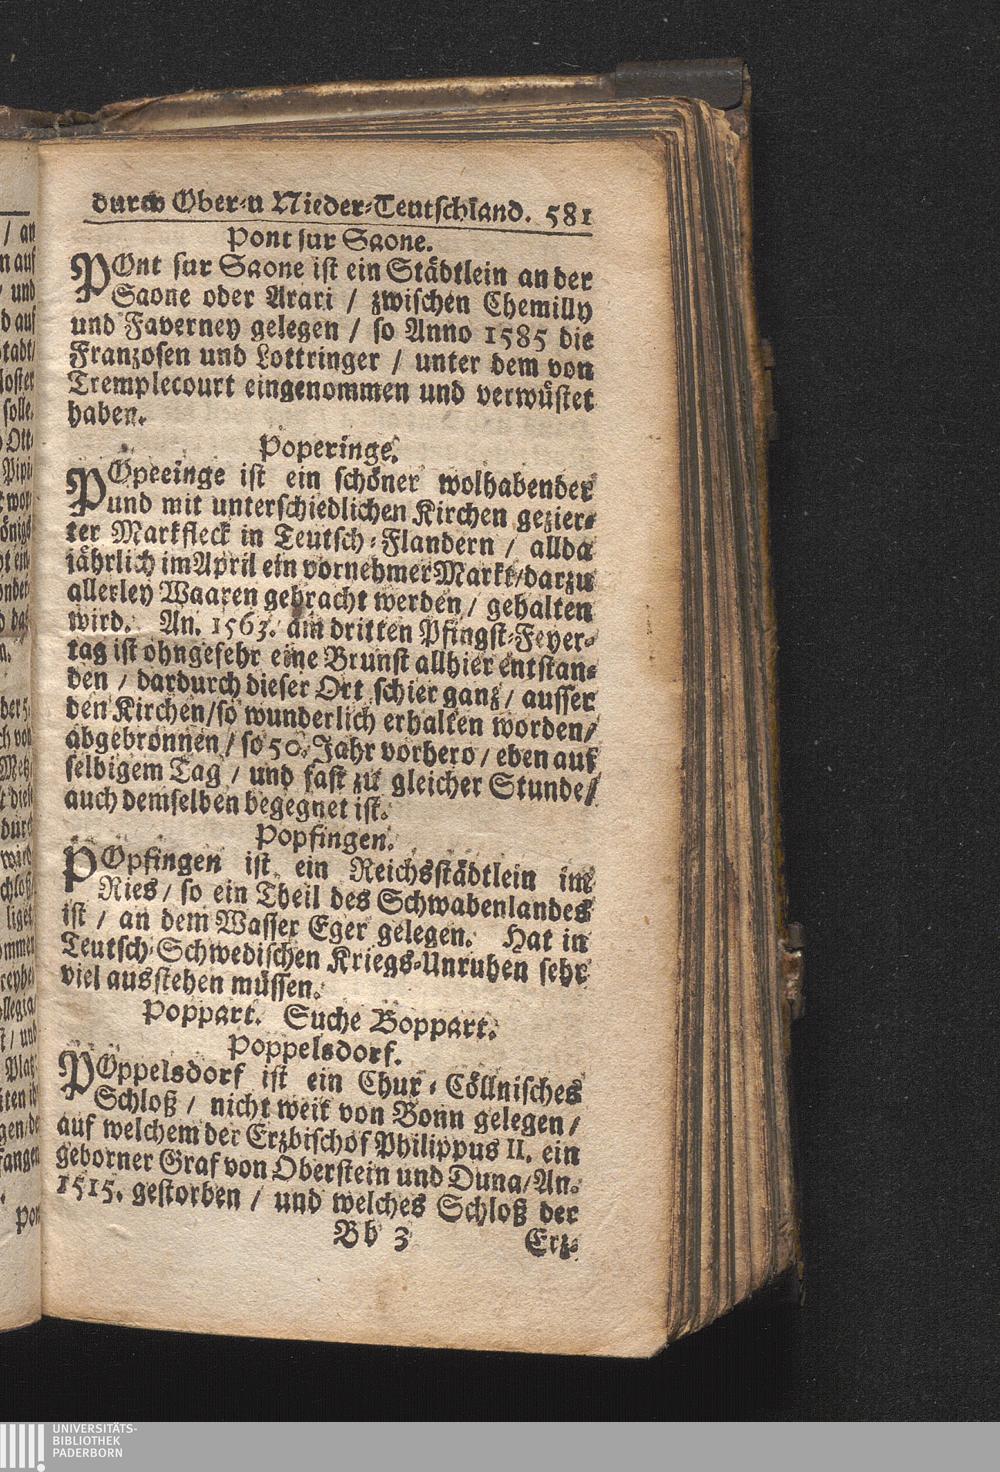 durch Ober-u Nieder-Teutschland. 581
Pont sur Saone.
POnt sur Saone ist ein Städtlein an der
Saone oder Arari / zwischen Chemilly
und Faverney gelegen / so Anno 1585 die
Franzosen und Lottringer / unter dem von
Tremplecourt eingenommen und verwüstet
haben.
Poperinge.
POpeeinge ist ein schöner wolhabender
und mit unterschiedlichen Kirchen gezier-
ter Markfleck in Teutsch-Flandern / allda
jährlich im April ein vornehmer Markt/darzu
allerley Waaren gebracht werden / gehalten
wird. An. 1563. am dritten Pfingst-Feyer-
tag ist ohngefehr eine Brunst allhier entstan-
den / dardurch dieser Ort schier ganz / ausser
den Kirchen/so wunderlich erhalten worden/
abgebronnen / so 50. Jahr vorhero / eben auf
selbigem Tag / und fast zu gleicher Stunde/
auch demselben begegnet ist.
Popfingen.
POpfingen ist ein Reichsstädtlein im
Ries / so ein Theil des Schwabenlandes
ist / an dem Wasser Eger gelegen. Hat in
Teutsch-Schwedischen Kriegs-Unruhen sehr
viel ausstehen müssen.
Poppart. Suche Boppart.
Poppelsdorf.
POppelsdorf ist ein Chur-Cöllnisches
Schloß / nicht weit von Bonn gelegen /
auf welchem der Erzbischof Philippus II. ein
geborner Graf von Oberstein und Duna/An.
1515. gestorben / und welches Schloß der
Bb 3 Erz-
UNIVERSITÄTS-
BIBLIOTHEK
PADERBORN